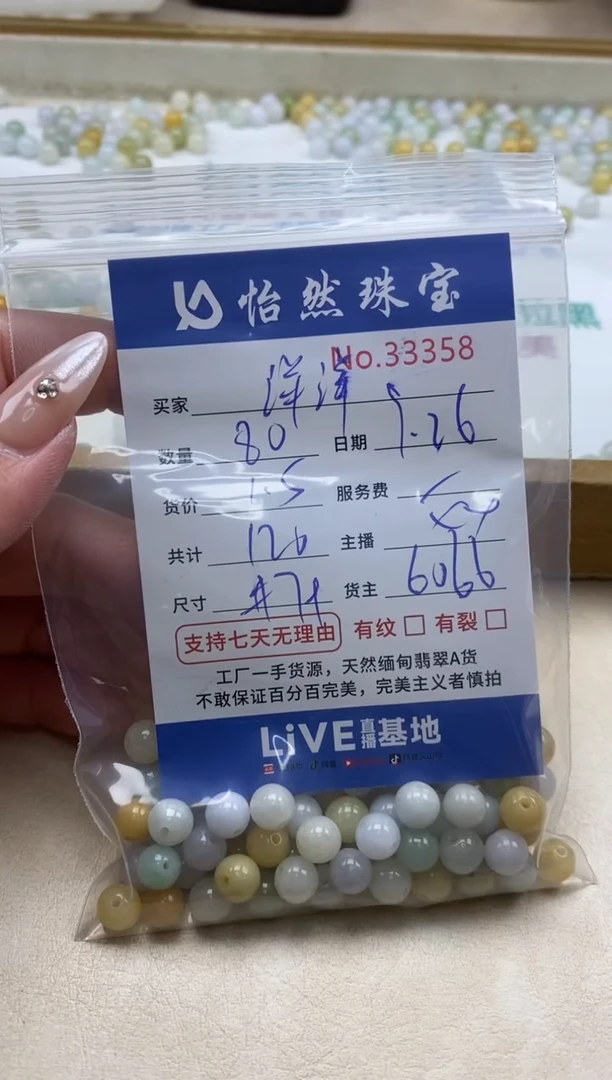 怡然珠宝
No.33358
买家 洋洋
数量 80 日期 1.26
货价 1.5 服务费
共计 120 主播
尺寸 货主 6066
支持七天无理由 有纹 □ 有裂 □
工厂一手货源，天然缅甸翡翠A货
不敢保证百分百完美，完美主义者慎拍
LiVE直播基地